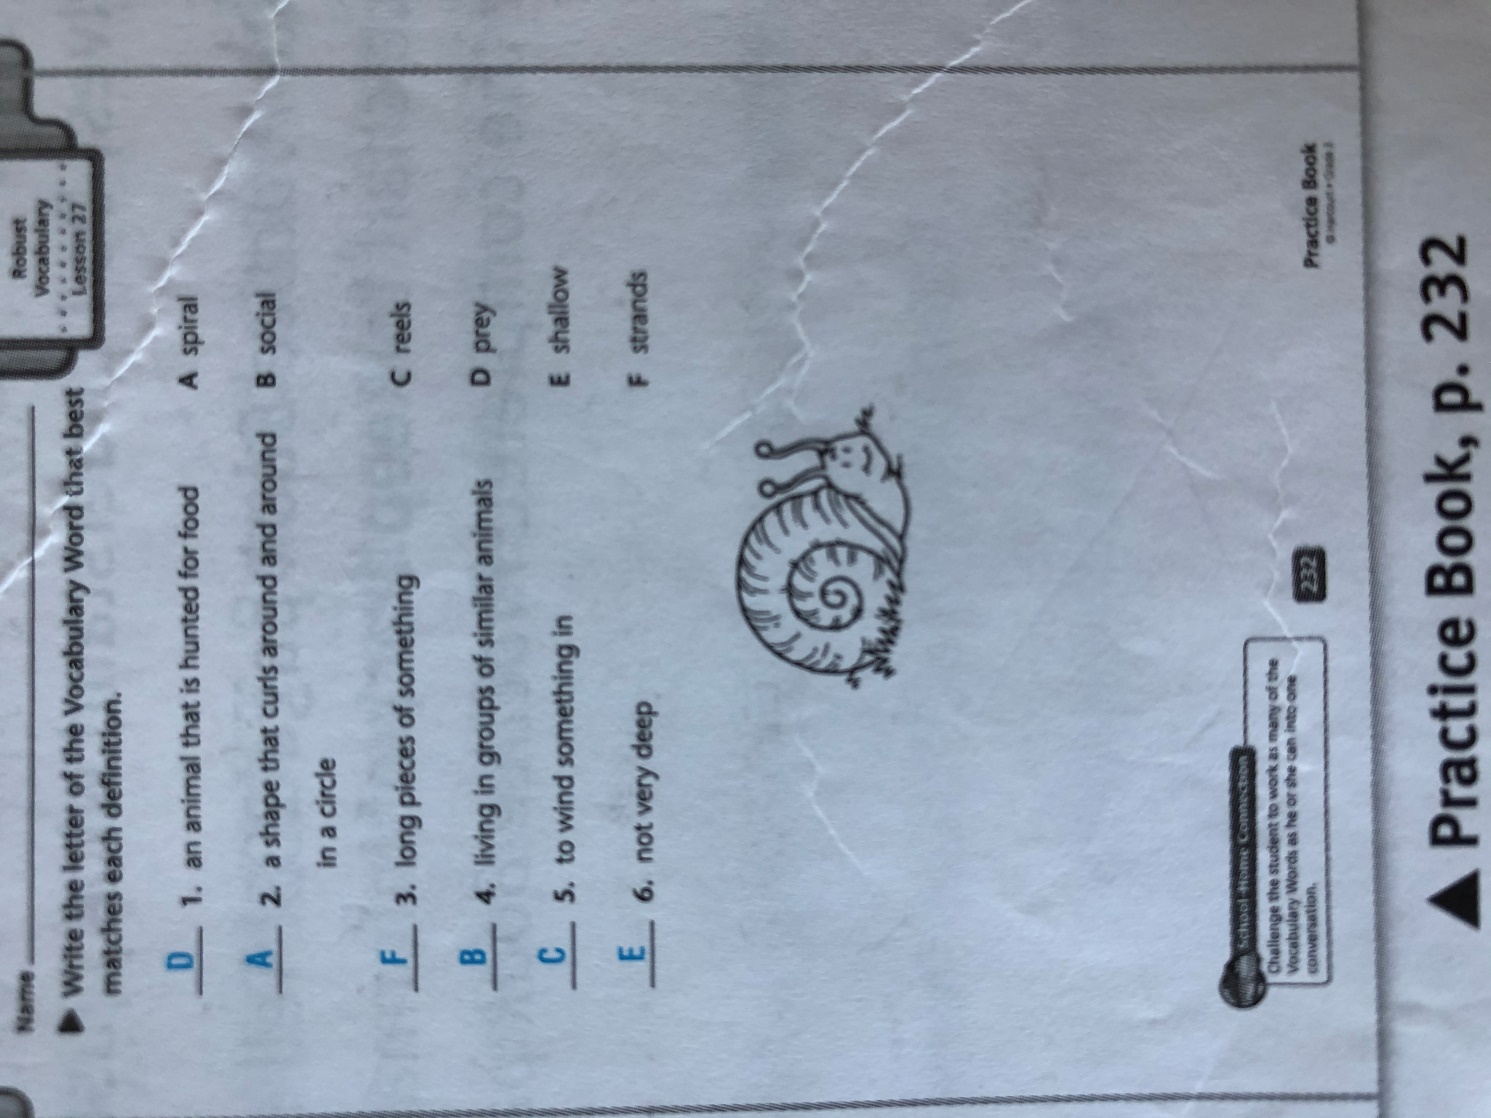 Name
Robust
Vocabulary
Lesson 27
▶ Write the letter of the Vocabulary Word that best
matches each definition.
D 1. an animal that is hunted for food A spiral
A 2. a shape that curls around and around B social
in a circle
F 3. long pieces of something C reels
B 4. living in groups of similar animals D prey
C 5. to wind something in E shallow
E 6. not very deep F strands
School-Home Connection
Challenge the student to work as many of the
Vocabulary Words as he or she can into one
conversation.
232
Practice Book
© Harcourt • Grade 2
▲ Practice Book, p. 232